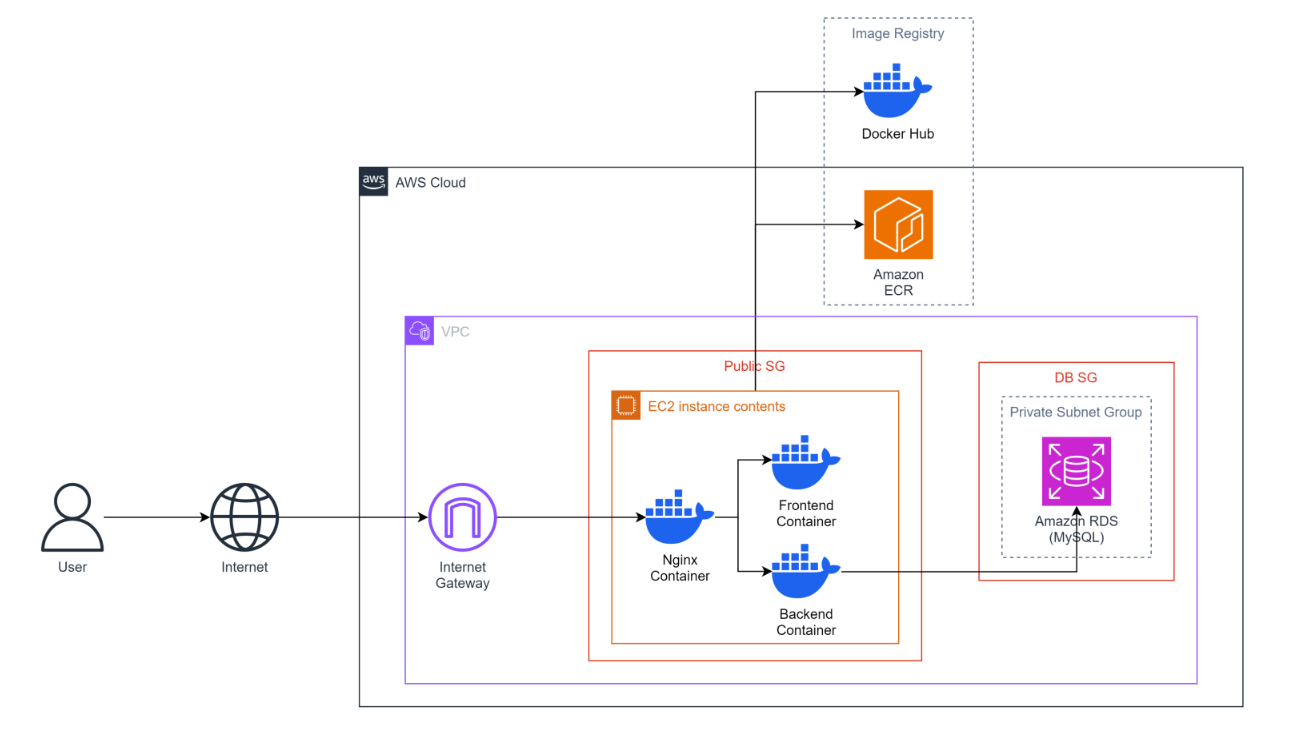 Image Registry
Docker Hub
aws
AWS Cloud
Amazon
ECR
VPC
Public SG
DB SG
EC2 instance contents
Private Subnet Group
Frontend
Container
Amazon RDS
(MySQL)
User
Internet
Internet
Gateway
Nginx
Container
Backend
Container